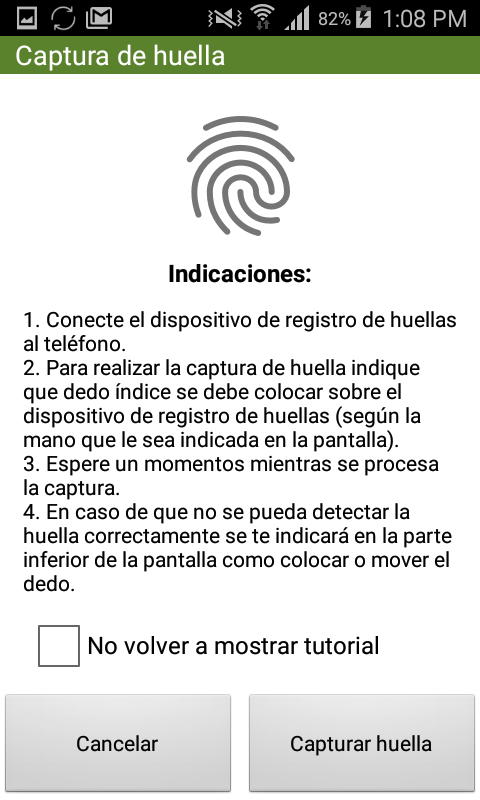 82% 1:08 PM
Captura de huella
Indicaciones:
1. Conecte el dispositivo de registro de huellas
al teléfono.
2. Para realizar la captura de huella indique
que dedo índice se debe colocar sobre el
dispositivo de registro de huellas (según la
mano que le sea indicada en la pantalla).
3. Espere un momentos mientras se procesa
la captura.
4. En caso de que no se pueda detectar la
huella correctamente se te indicará en la parte
inferior de la pantalla como colocar o mover el
dedo.
No volver a mostrar tutorial
Cancelar
Capturar huella